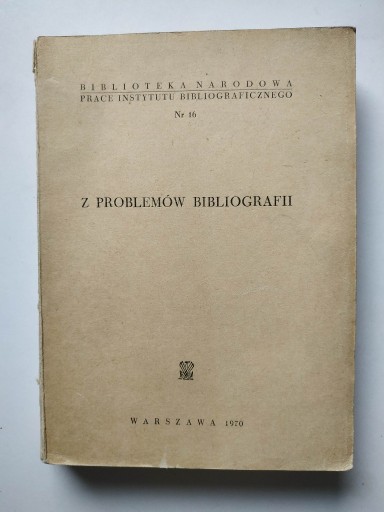 BIBLIOTEKA NARODOWA
PRACE INSTYTUTU BIBLIOGRAFICZNEGO
Nr 16
Z PROBLEMÓW BIBLIOGRAFII
WARSZAWA 1970